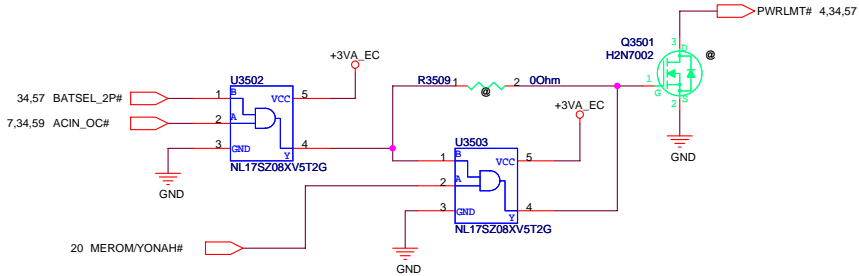 PWRLMT# 4,34,57
Q3501
H2N7002
@
3
D
1
G
S
2
GND
+3VA_EC
U3502
R3509 1
2 0Ohm
@
34,57 BATSEL_2P#
1
B
VCC
5
7,34,59 ACIN_OC#
2
A
3
GND
Y
4
NL17SZ08XV5T2G
GND
+3VA_EC
U3503
1
B
VCC
5
2
A
3
GND
Y
4
NL17SZ08XV5T2G
GND
20 MEROM/YONAH#